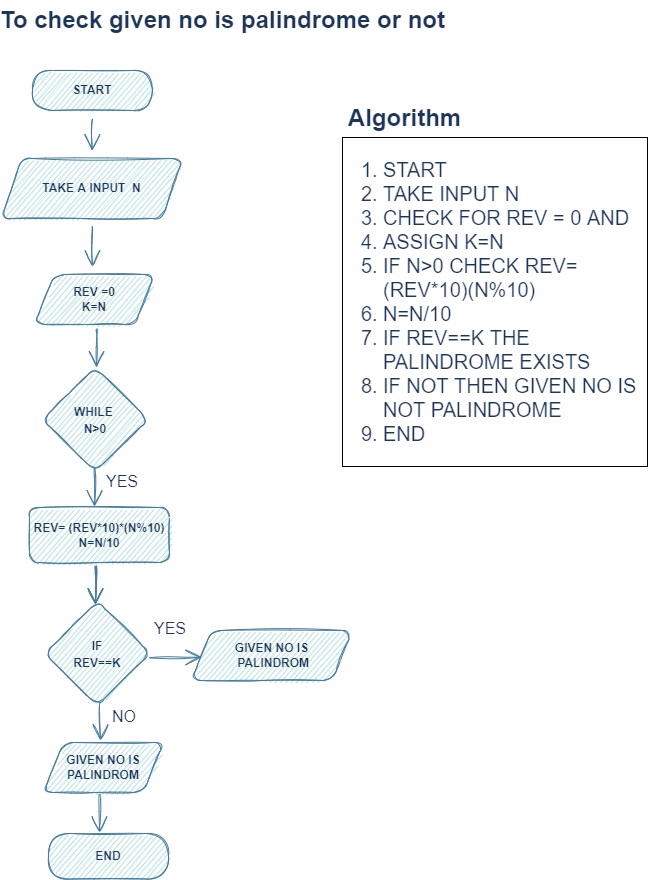 To check given no is palindrome or not
START
TAKE A INPUT N
REV =0
K=N
WHILE
N>0
YES
REV= (REV*10)*(N%10)
N=N/10
IF
REV==K
YES
GIVEN NO IS
PALINDROM
NO
GIVEN NO IS
PALINDROM
END
Algorithm
1. START
2. TAKE INPUT N
3. CHECK FOR REV = 0 AND
4. ASSIGN K=N
5. IF N>0 CHECK REV=
(REV*10)(N%10)
6. N=N/10
7. IF REV==K THE
PALINDROME EXISTS
8. IF NOT THEN GIVEN NO IS
NOT PALINDROME
9. END